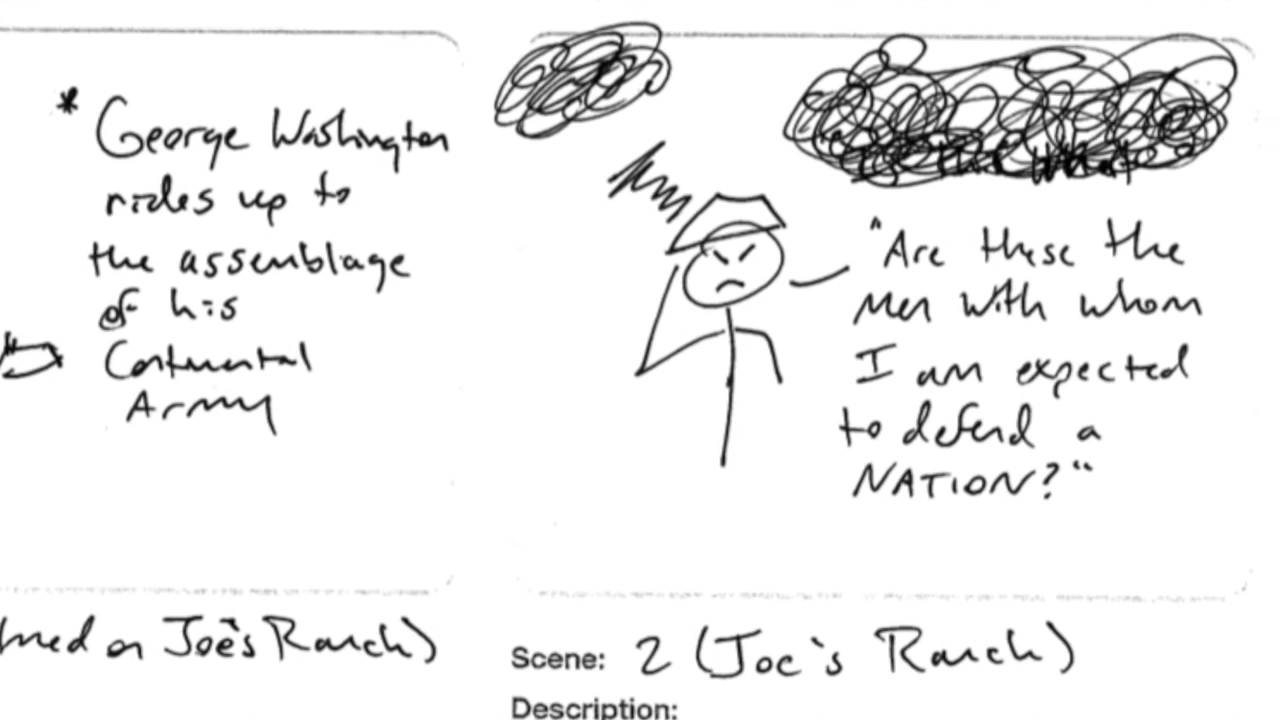 * George Washington
rides up to
the assemblage
of his
Continental
Army
"Are these the
men with whom
I am expected
to defend a
NATION?"
med on Joe's Ranch)
Scene: 2 (Joe's Ranch)
Description: